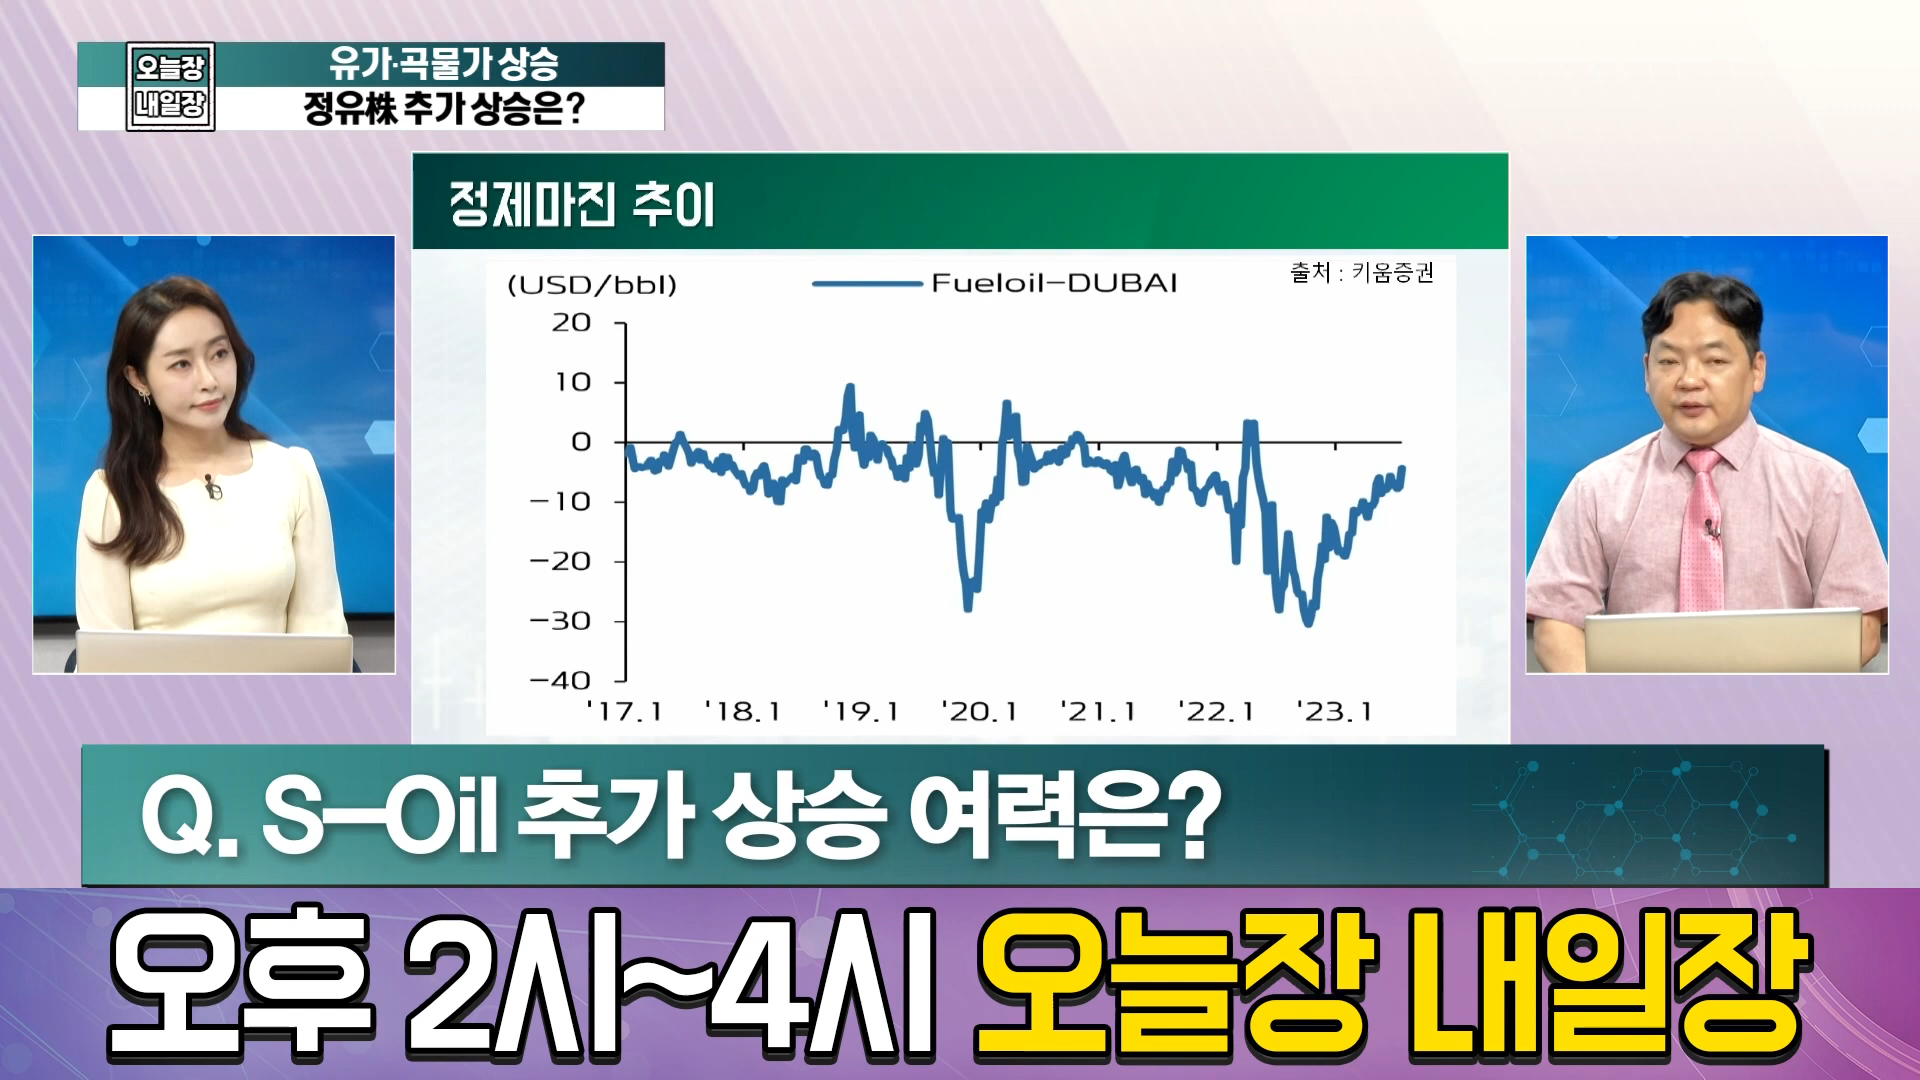 오늘장
내일장
유가·곡물가 상승
정유株 추가 상승은?
정제마진 추이
(USD/bbl)
Fueloil-DUBAI
출처 : 키움증권
20
10
0
-10
-20
-30
-40
'17.1 '18.1 '19.1 '20.1 '21.1 '22.1 '23.1
Q. S-Oil 추가 상승 여력은?
오후 2시~4시 오늘장 내일장